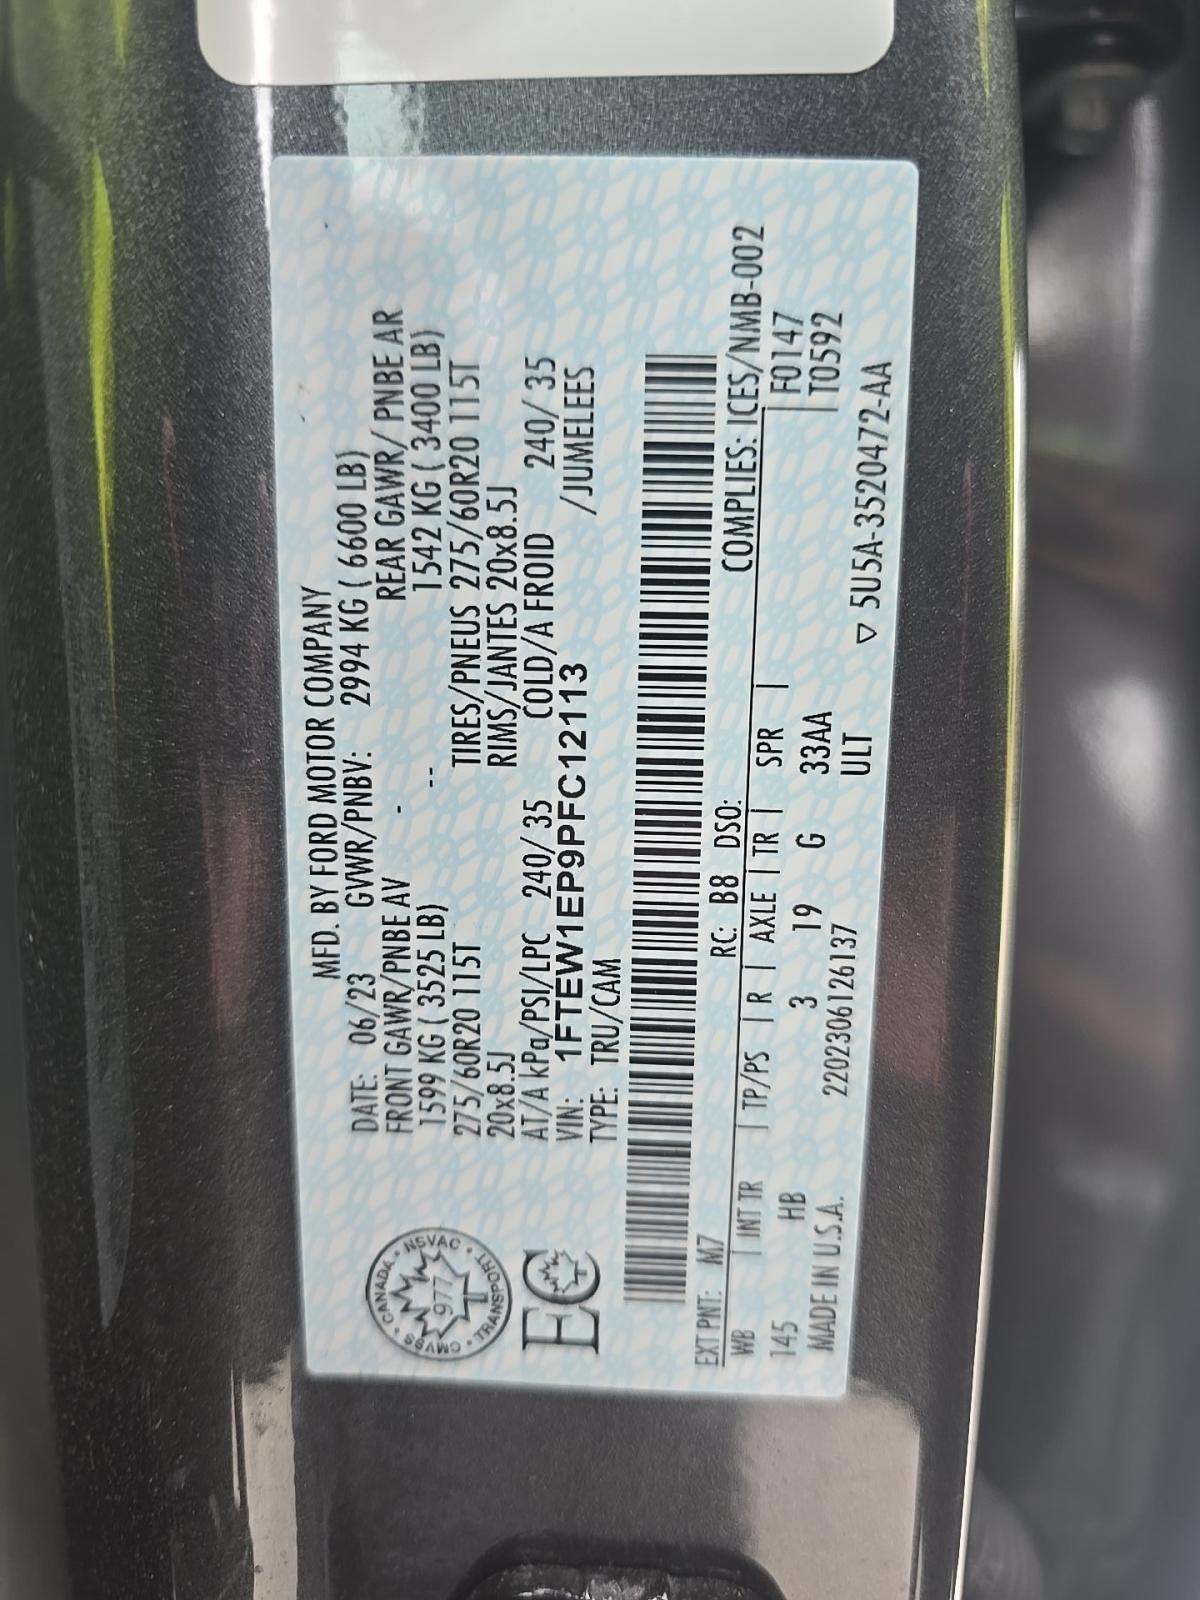 MFD. BY FORD MOTOR COMPANY
DATE: 06/23 GVWR/PNBV: 2994 KG ( 6600 LB)
FRONT GAWR/PNBE AV - REAR GAWR/ PNBE AR
1599 KG ( 3525 LB) -- 1542 KG ( 3400 LB)
275/60R20 115T TIRES/PNEUS 275/60R20 115T
20x8.5J RIMS/JANTES 20x8.5J
AT/A kPa/PSI/LPC 240/ 35 COLD/A FROID 240/ 35
VIN: 1FTEW1EP9PFC12113 /JUMELEES
TYPE: TRU/CAM
CANADA • NSVAC • TRANSPORT • CMVSS
977
EC
EXT PNT: M7 RC: B8 DSO: COMPLIES: ICES/NMB-002
WB | INT TR | TP/PS | R | AXLE | TR | SPR | | F0147
145 HB 3 19 G 33AA | T0592
MADE IN U.S.A. 2202306126137 ULT
▽ 5U5A-3520472-AA